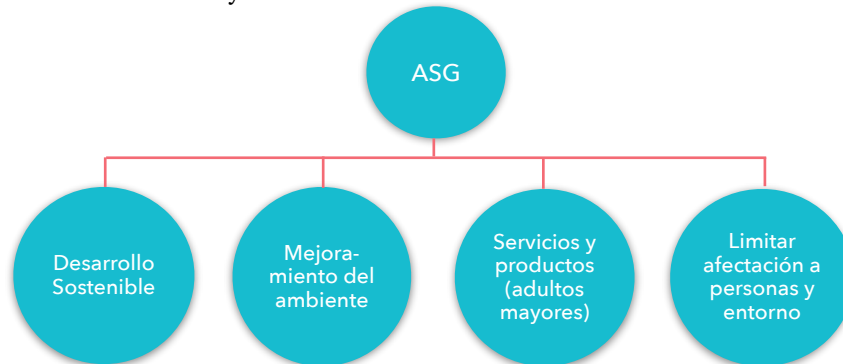 y
ASG
Desarrollo
Sostenible
Mejora-
miento del
ambiente
Servicios y
productos
(adultos
mayores)
Limitar
afectación a
personas y
entorno